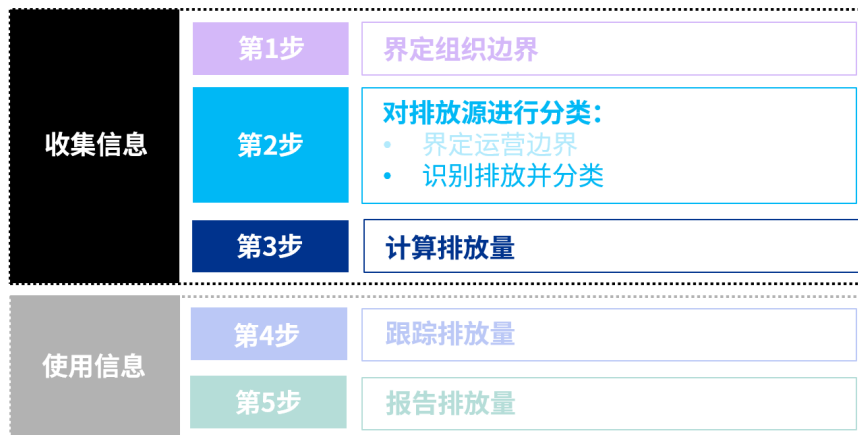 收集信息
第1步
界定组织边界
第2步
对排放源进行分类：
• 界定运营边界
• 识别排放并分类
第3步
计算排放量
使用信息
第4步
跟踪排放量
第5步
报告排放量